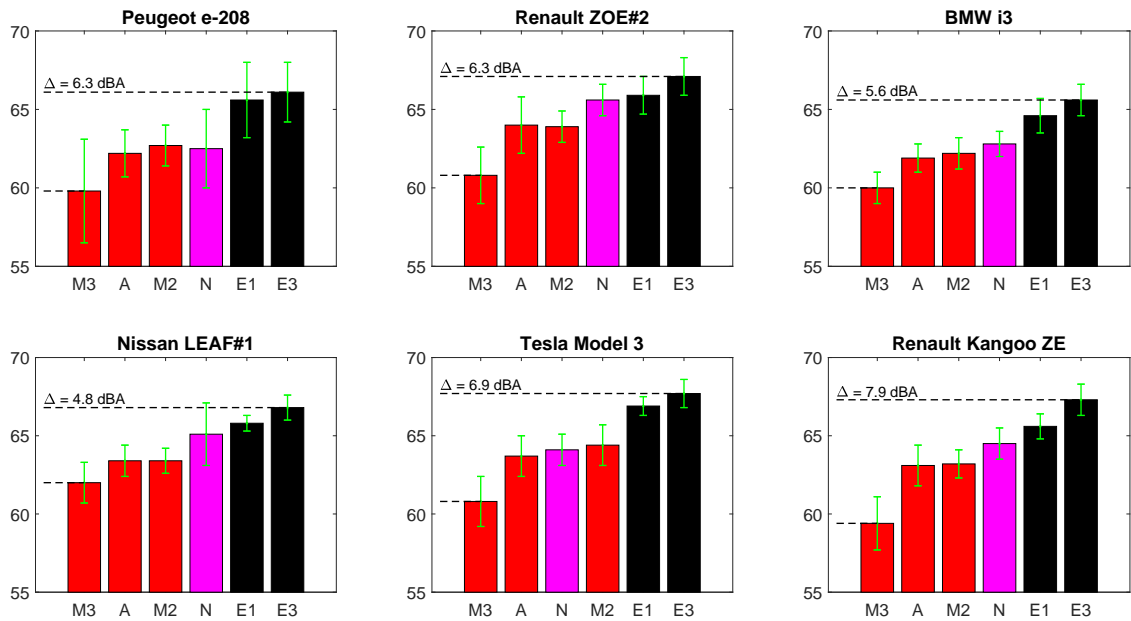 Peugeot e-208
70
65
60
55
Δ = 6.3 dBA
M3 A M2 N E1 E3
Renault ZOE#2
70
65
60
55
Δ = 6.3 dBA
M3 A M2 N E1 E3
BMW i3
70
65
60
55
Δ = 5.6 dBA
M3 A M2 N E1 E3
Nissan LEAF#1
70
65
60
55
Δ = 4.8 dBA
M3 A M2 N E1 E3
Tesla Model 3
70
65
60
55
Δ = 6.9 dBA
M3 A N M2 E1 E3
Renault Kangoo ZE
70
65
60
55
Δ = 7.9 dBA
M3 A M2 N E1 E3